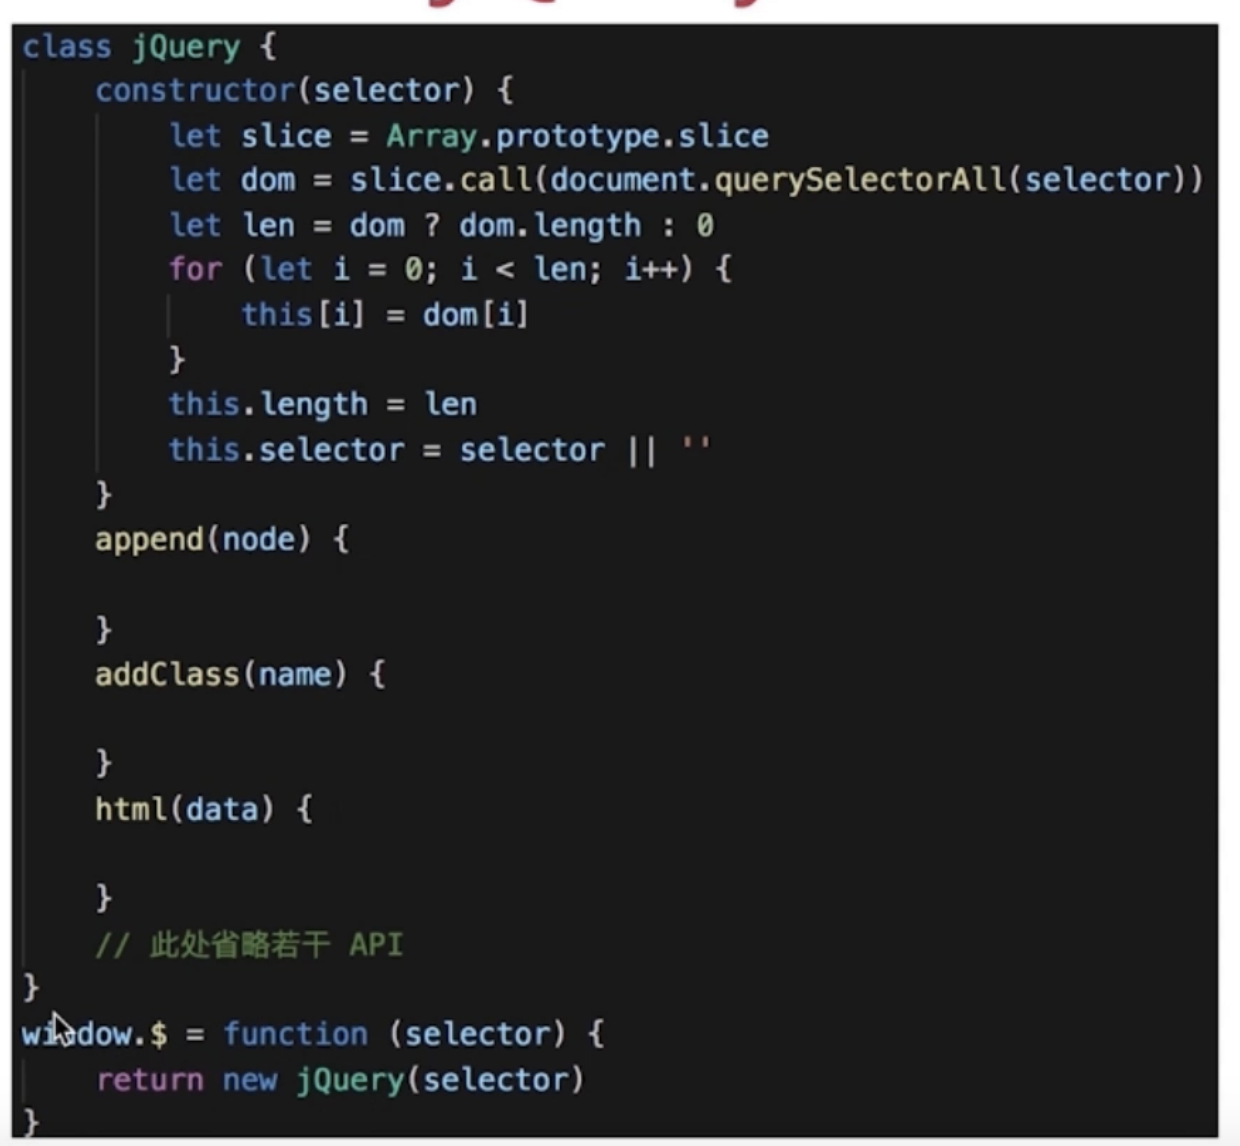 class jQuery {
    constructor(selector) {
        let slice = Array.prototype.slice
        let dom = slice.call(document.querySelectorAll(selector))
        let len = dom ? dom.length : 0
        for (let i = 0; i < len; i++) {
            this[i] = dom[i]
        }
        this.length = len
        this.selector = selector || ''
    }
    append(node) {

    }
    addClass(name) {

    }
    html(data) {

    }
    // 此处省略若干 API
}
window.$ = function (selector) {
    return new jQuery(selector)
}